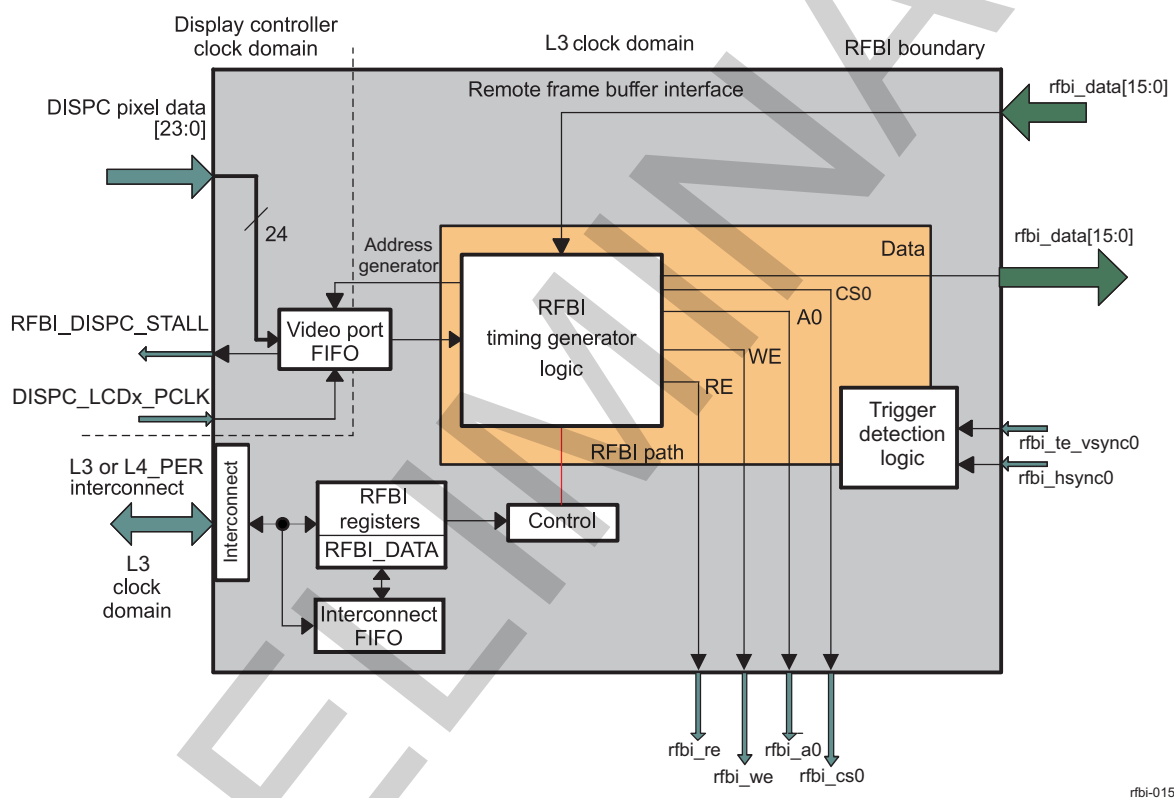 Display controller
clock domain
L3 clock domain
RFBI boundary
Remote frame buffer interface
rfbi_data[15:0]
DISPC pixel data
[23:0]
24
Address
generator
Data
rfbi_data[15:0]
RFBI_DISPC_STALL
Video port
FIFO
RFBI
timing generator
logic
CS0
A0
WE
RE
DISPC_LCDx_PCLK
Trigger
detection
logic
rfbi_te_vsync0
rfbi_hsync0
RFBI path
L3 or L4_PER
interconnect
Interconnect
RFBI
registers
RFBI_DATA
Control
L3
clock
domain
Interconnect
FIFO
rfbi_re
rfbi_we
rfbi_a0
rfbi_cs0
rfbi-015
ELIMINA